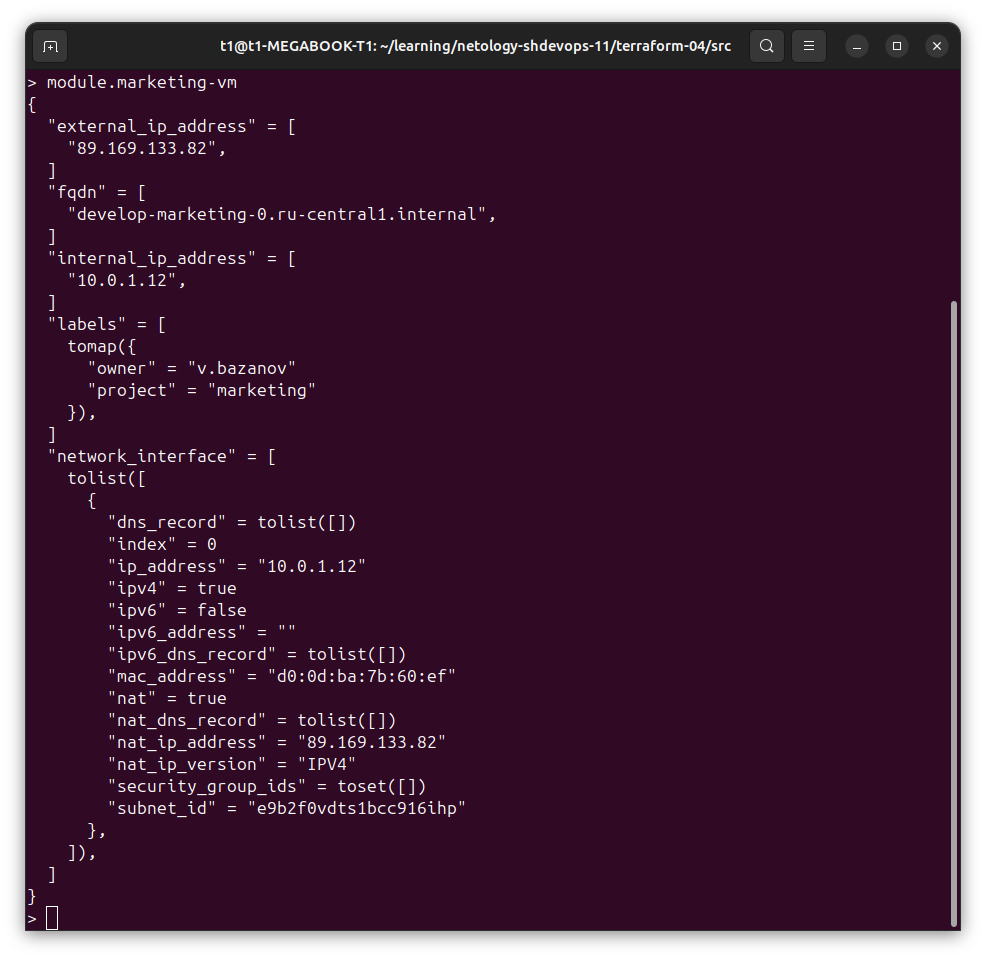 t1@t1-MEGABOOK-T1: ~/learning/netology-shdevops-11/terraform-04/src
> module.marketing-vm
{
  "external_ip_address" = [
    "89.169.133.82",
  ]
  "fqdn" = [
    "develop-marketing-0.ru-central1.internal",
  ]
  "internal_ip_address" = [
    "10.0.1.12",
  ]
  "labels" = [
    tomap({
      "owner" = "v.bazanov"
      "project" = "marketing"
    }),
  ]
  "network_interface" = [
    tolist([
      {
        "dns_record" = tolist([])
        "index" = 0
        "ip_address" = "10.0.1.12"
        "ipv4" = true
        "ipv6" = false
        "ipv6_address" = ""
        "ipv6_dns_record" = tolist([])
        "mac_address" = "d0:0d:ba:7b:60:ef"
        "nat" = true
        "nat_dns_record" = tolist([])
        "nat_ip_address" = "89.169.133.82"
        "nat_ip_version" = "IPV4"
        "security_group_ids" = toset([])
        "subnet_id" = "e9b2f0vdts1bcc916ihp"
      },
    ]),
  ]
}
>